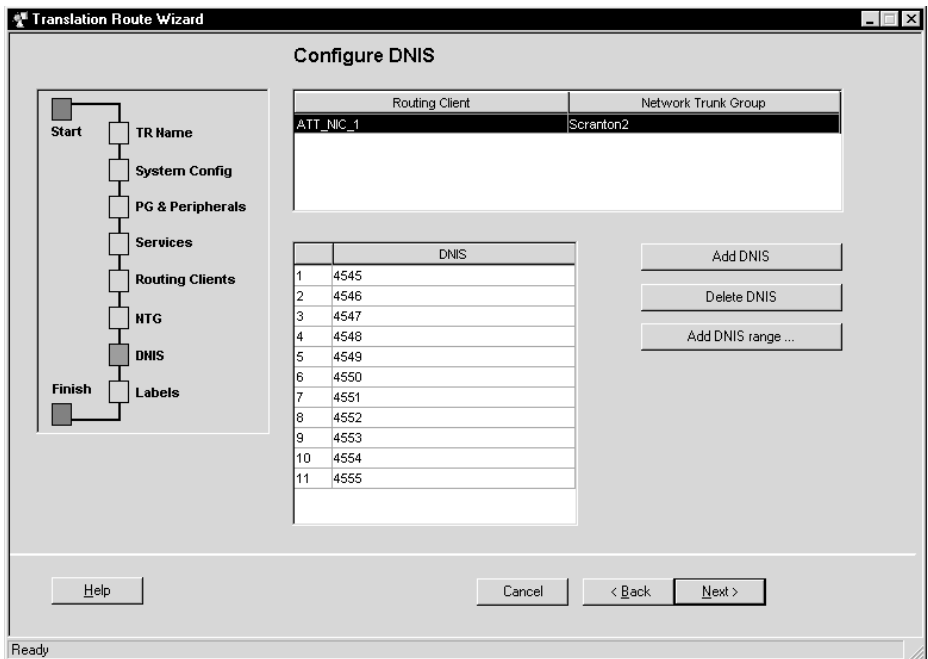 Translation Route Wizard
Configure DNIS
Start
TR Name
System Config
PG & Peripherals
Services
Routing Clients
NTG
DNIS
Finish
Labels
Routing Client Network Trunk Group
ATT_NIC_1 Scranton2
DNIS
1 4545
2 4546
3 4547
4 4548
5 4549
6 4550
7 4551
8 4552
9 4553
10 4554
11 4555
Add DNIS
Delete DNIS
Add DNIS range ...
Help
Cancel
< Back
Next >
Ready